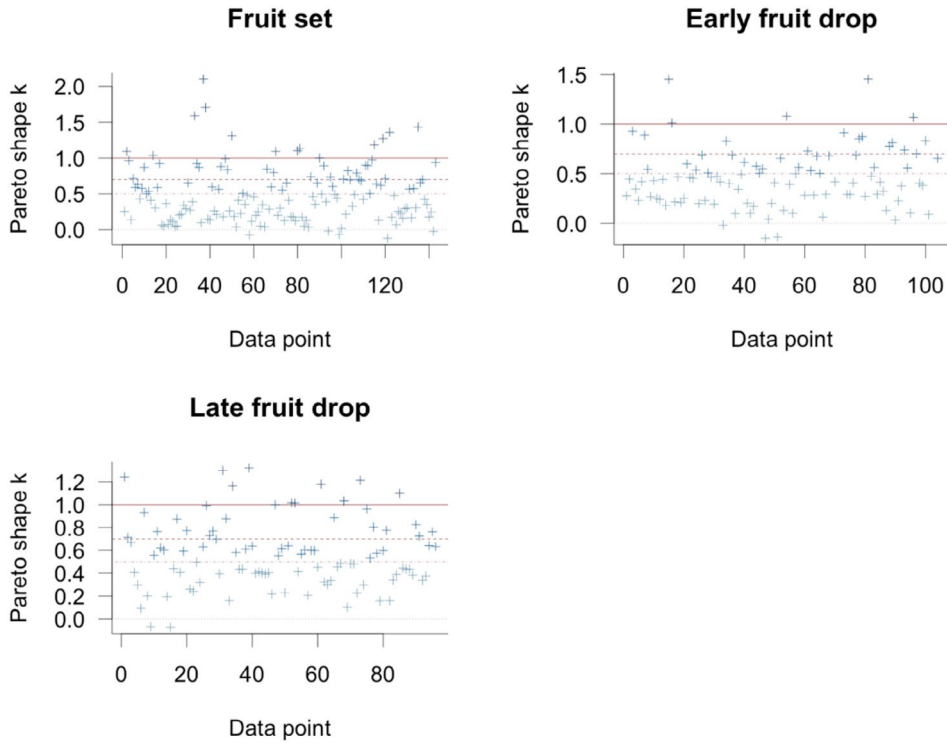 Fruit set
Pareto shape k
2.0
1.5
1.0
0.5
0.0
0 20 40 60 80 120
Data point
Early fruit drop
Pareto shape k
1.5
1.0
0.5
0.0
0 20 40 60 80 100
Data point
Late fruit drop
Pareto shape k
1.2
1.0
0.8
0.6
0.4
0.2
0.0
0 20 40 60 80
Data point